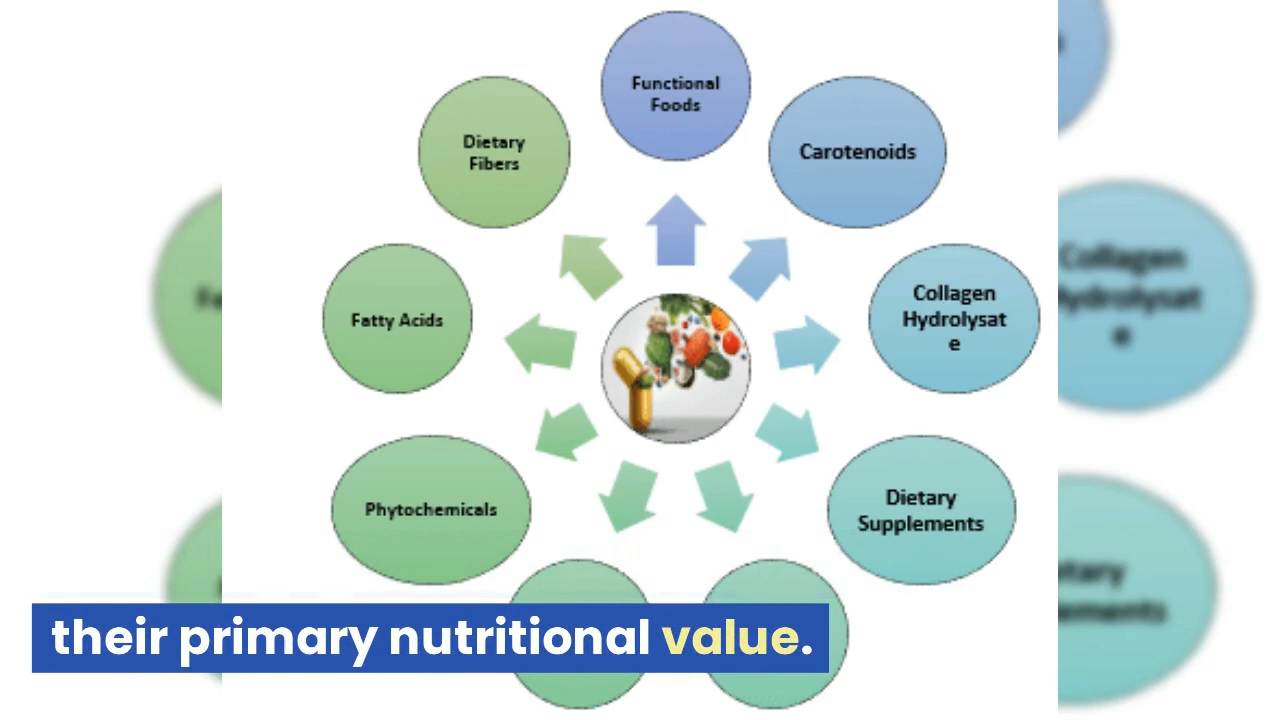 Functional
Foods
Dietary
Fibers
Carotenoids
Fatty Acids
Collagen
Hydrolysat
e
Phytochemicals
Dietary
Supplements
their primary nutritional value.